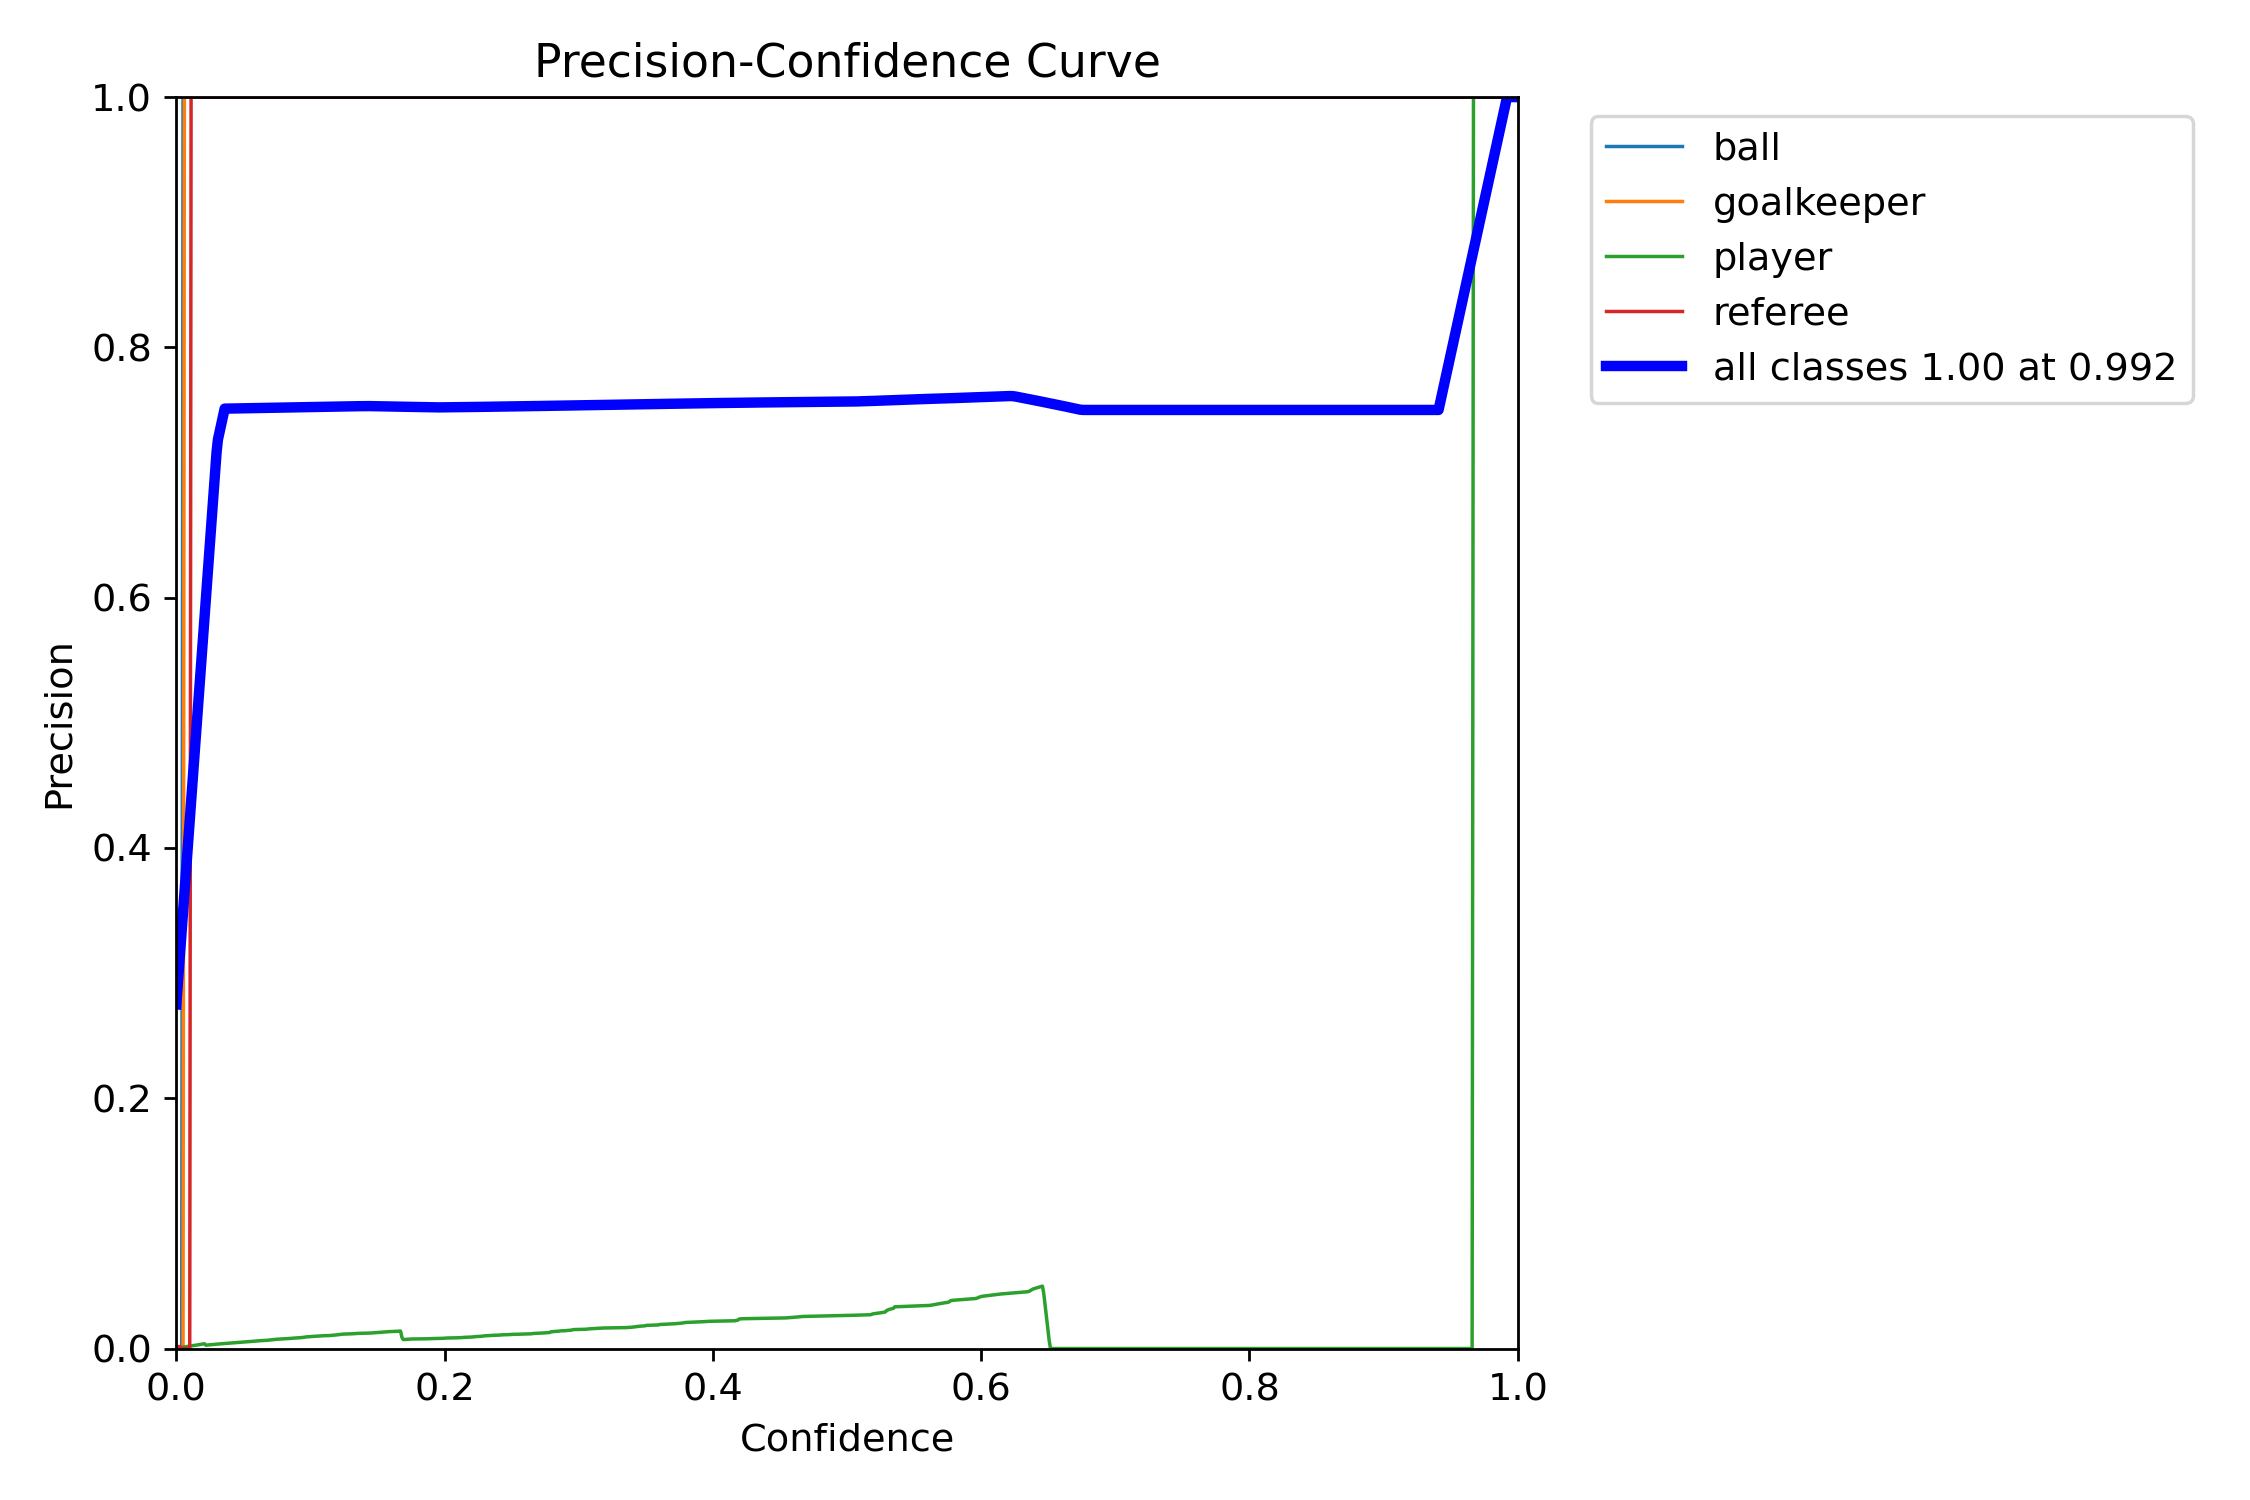 Precision-Confidence Curve
1.0
0.8
0.6
0.4
0.2
0.0
Precision
0.0 0.2 0.4 0.6 0.8 1.0
Confidence
ball
goalkeeper
player
referee
all classes 1.00 at 0.992